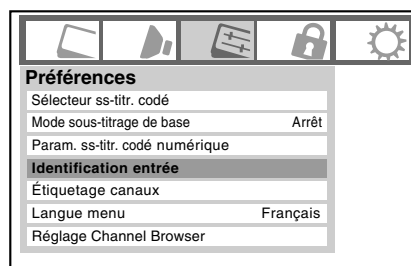 Préférences
Sélecteur ss-titr. codé
Mode sous-titrage de base Arrêt
Param. ss-titr. codé numérique
Identification entrée
Étiquetage canaux
Langue menu Français
Réglage Channel Browser